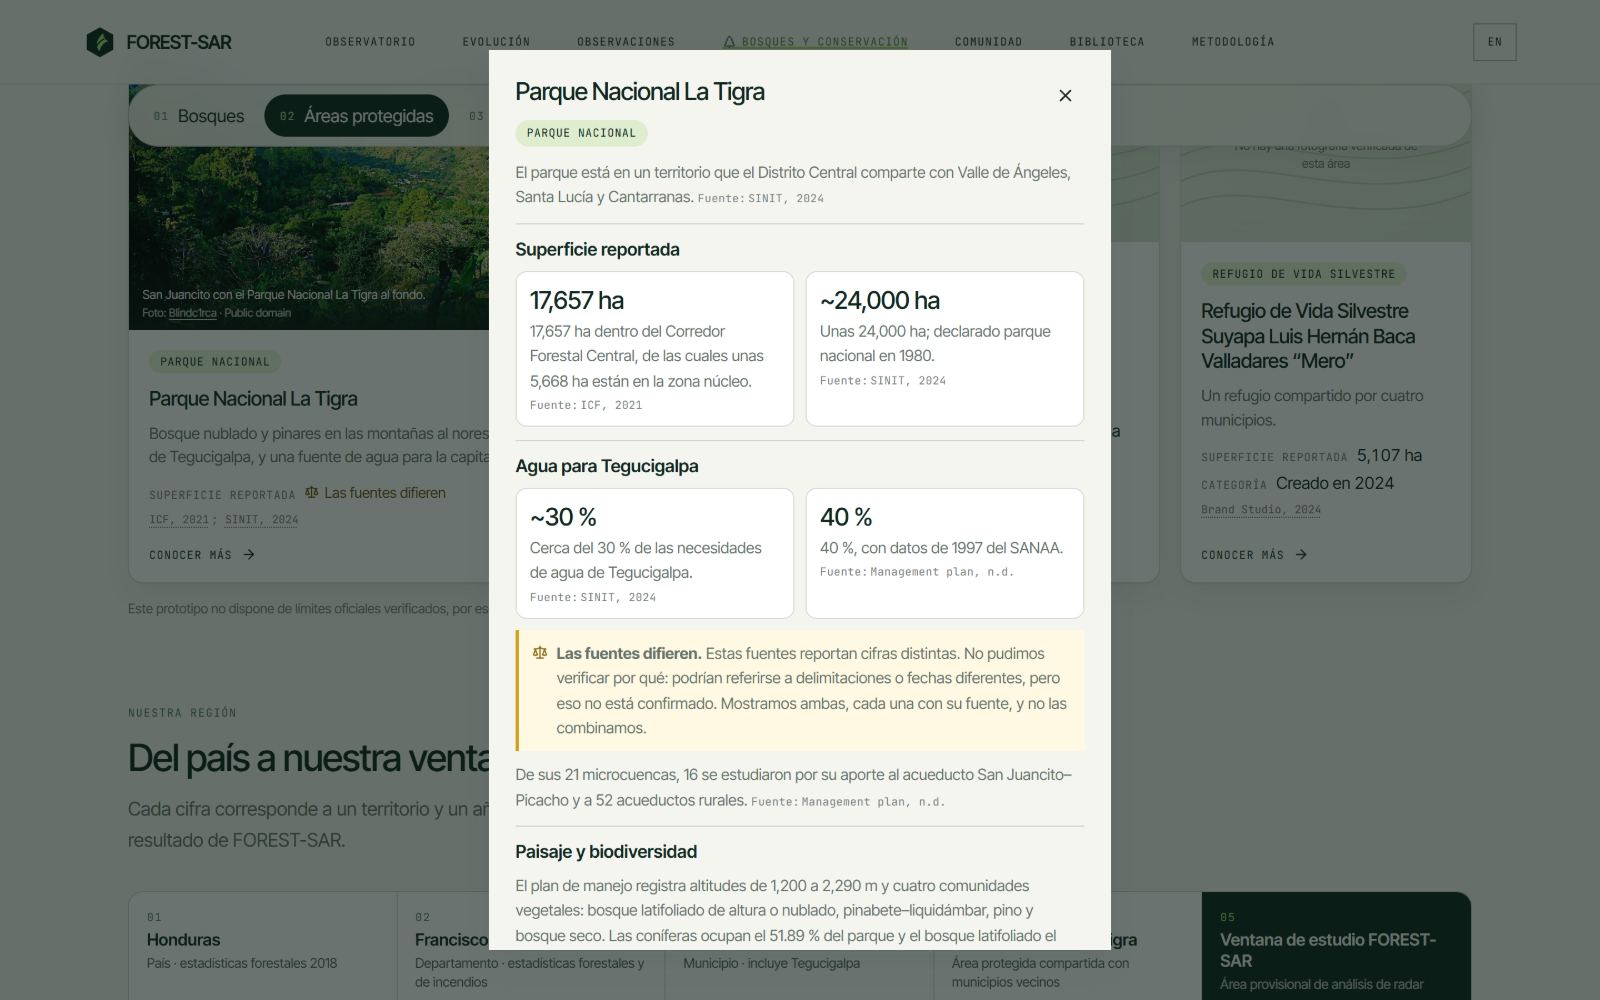 FOREST-SAR
OBSERVATORIO
EVOLUCIÓN
OBSERVACIONES
BOSQUES Y CONSERVACIÓN
COMUNIDAD
BIBLIOTECA
METODOLOGÍA
EN
01 Bosques
02 Áreas protegidas
03
San Juancito con el Parque Nacional La Tigra al fondo.
Foto: Blindc1rca · Public domain
PARQUE NACIONAL
Parque Nacional La Tigra
Bosque nublado y pinares en las montañas al nores
de Tegucigalpa, y una fuente de agua para la capita
SUPERFICIE REPORTADA Las fuentes difieren
ICF, 2021; SINIT, 2024
CONOCER MÁS →
Este prototipo no dispone de límites oficiales verificados, por es
Parque Nacional La Tigra
PARQUE NACIONAL
El parque está en un territorio que el Distrito Central comparte con Valle de Ángeles,
Santa Lucía y Cantarranas. Fuente: SINIT, 2024
Superficie reportada
17,657 ha
17,657 ha dentro del Corredor
Forestal Central, de las cuales unas
5,668 ha están en la zona núcleo.
Fuente: ICF, 2021
~24,000 ha
Unas 24,000 ha; declarado parque
nacional en 1980.
Fuente: SINIT, 2024
Agua para Tegucigalpa
~30 %
Cerca del 30 % de las necesidades
de agua de Tegucigalpa.
Fuente: SINIT, 2024
40 %
40 %, con datos de 1997 del SANAA.
Fuente: Management plan, n.d.
Las fuentes difieren. Estas fuentes reportan cifras distintas. No pudimos
verificar por qué: podrían referirse a delimitaciones o fechas diferentes, pero
eso no está confirmado. Mostramos ambas, cada una con su fuente, y no las
combinamos.
De sus 21 microcuencas, 16 se estudiaron por su aporte al acueducto San Juancito–
Picacho y a 52 acueductos rurales. Fuente: Management plan, n.d.
Paisaje y biodiversidad
El plan de manejo registra altitudes de 1,200 a 2,290 m y cuatro comunidades
vegetales: bosque latifoliado de altura o nublado, pinabete–liquidámbar, pino y
bosque seco. Las coníferas ocupan el 51.89 % del parque y el bosque latifoliado el
a
No hay una fotografía verificada de
esta área
REFUGIO DE VIDA SILVESTRE
Refugio de Vida Silvestre
Suyapa Luis Hernán Baca
Valladares “Mero”
Un refugio compartido por cuatro
municipios.
SUPERFICIE REPORTADA 5,107 ha
CATEGORÍA Creado en 2024
Brand Studio, 2024
CONOCER MÁS →
NUESTRA REGIÓN
Del país a nuestra venta
Cada cifra corresponde a un territorio y un añ
resultado de FOREST-SAR.
01
Honduras
País · estadísticas forestales 2018
02
Francisco
Departamento · estadísticas forestales y
de incendios
Municipio · incluye Tegucigalpa
igra
Área protegida compartida con
municipios vecinos
05
Ventana de estudio FOREST-
SAR
Área provisional de análisis de radar